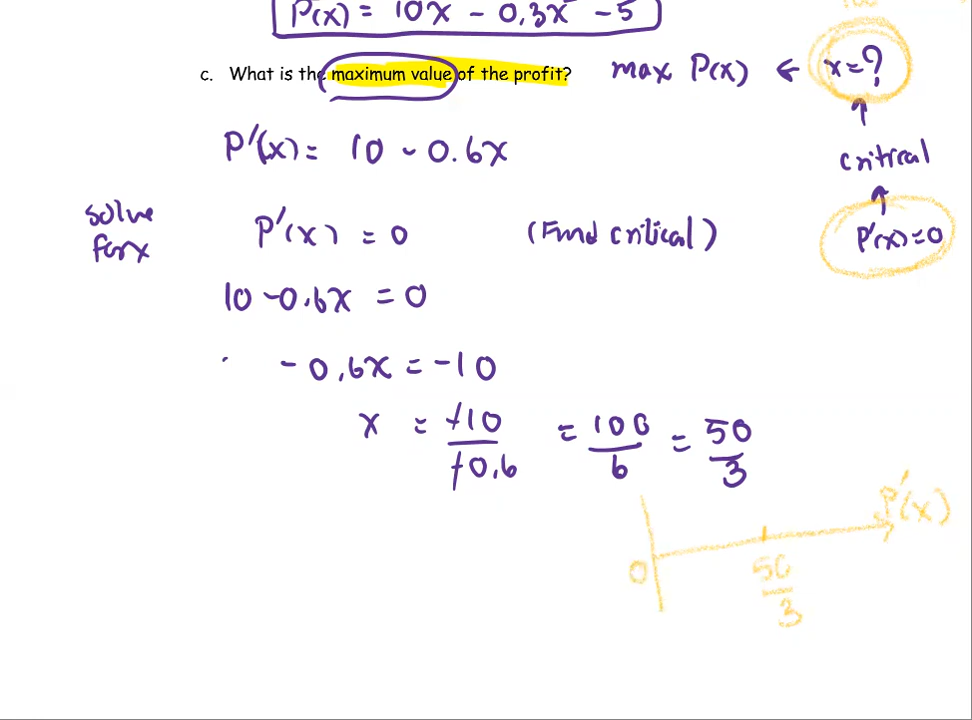 P(x) = 10x - 0.3x² - 5
c. What is the maximum value of the profit? max P(x) ← x=?
P'(x) = 10 - 0.6x
critical
solve for x
P'(x) = 0 (Find critical)
P'(x)=0
10 - 0.6x = 0
- 0.6x = -10
x = -10/-0.6 = 100/6 = 50/3
P'(x)
0
50/3